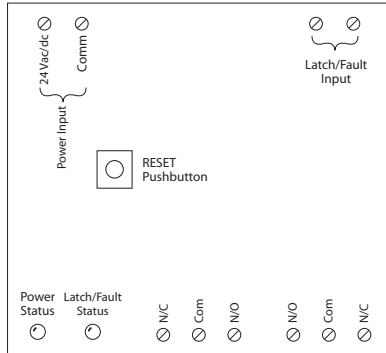 24 Vac/dc
Comm
Power Input
Latch/Fault
Input
RESET
Pushbutton
Power
Status
Latch/Fault
Status
N/C
Com
N/O
N/O
Com
N/C